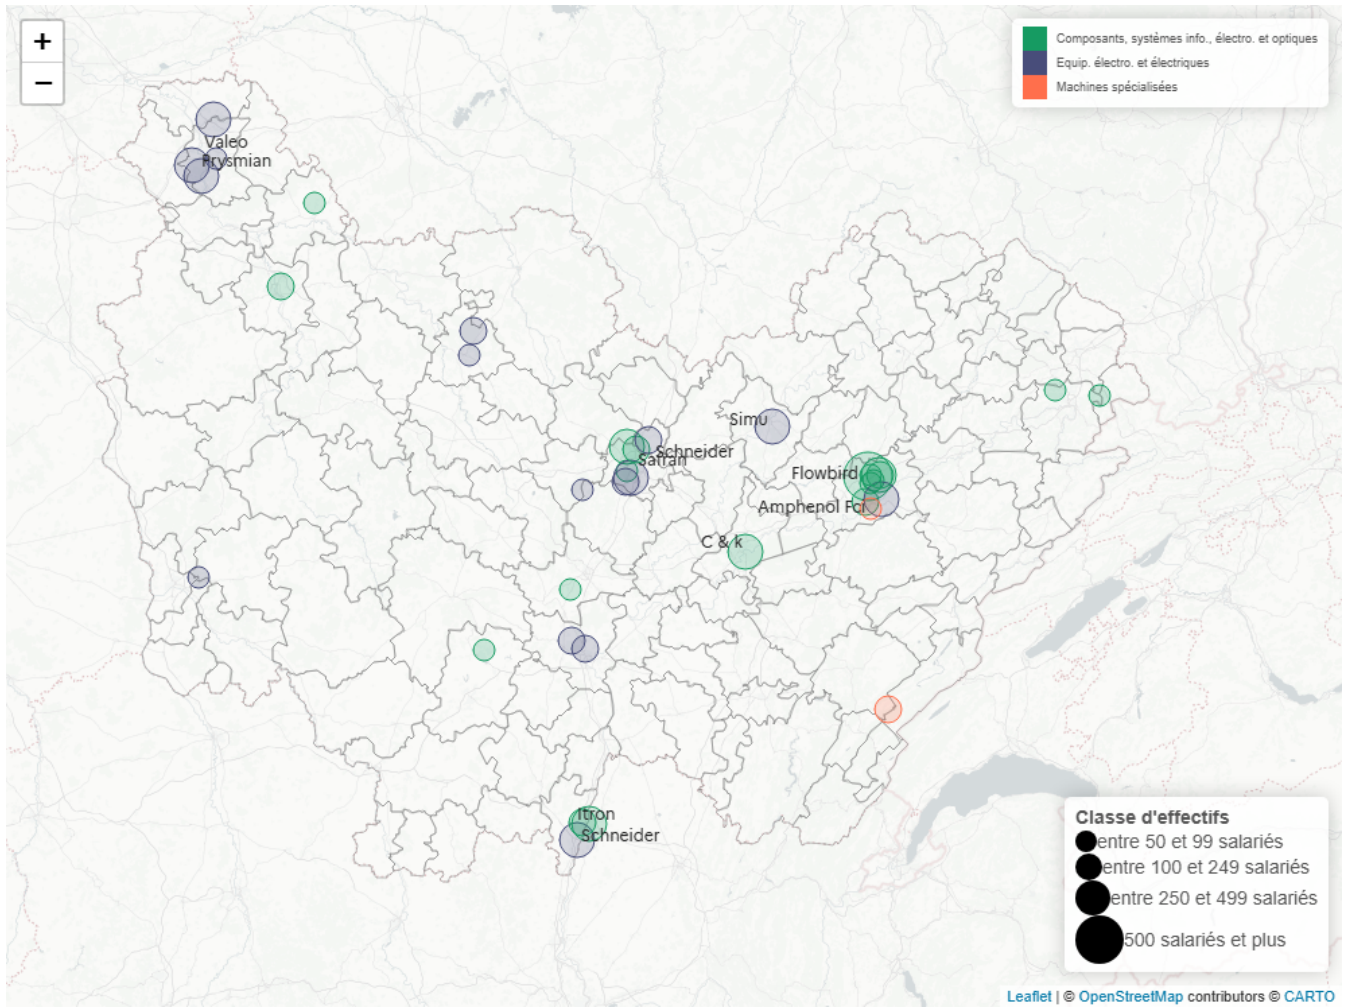 +
−
Composants, systèmes info., électro. et optiques
Equip. électro. et électriques
Machines spécialisées
Valeo
Prysmian
Simu
Schneider
Safran
Flowbird
Amphenol Fci
C & k
Itron
Schneider
Classe d'effectifs
entre 50 et 99 salariés
entre 100 et 249 salariés
entre 250 et 499 salariés
500 salariés et plus
Leaflet | © OpenStreetMap contributors © CARTO